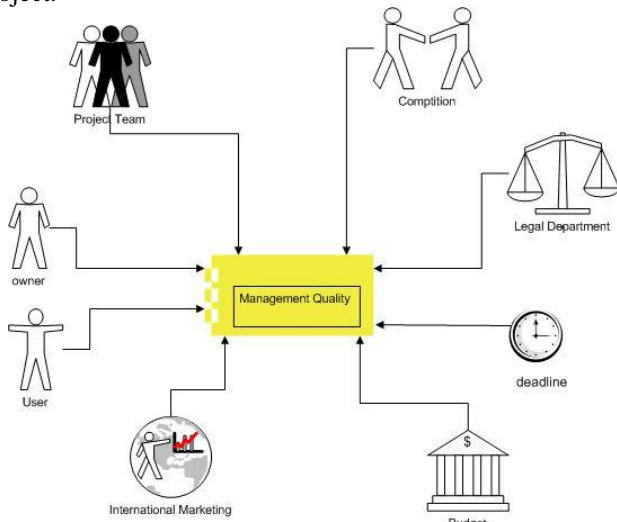 Project Team
Comptition
Legal Department
owner
Management Quality
User
deadline
$
International Marketing